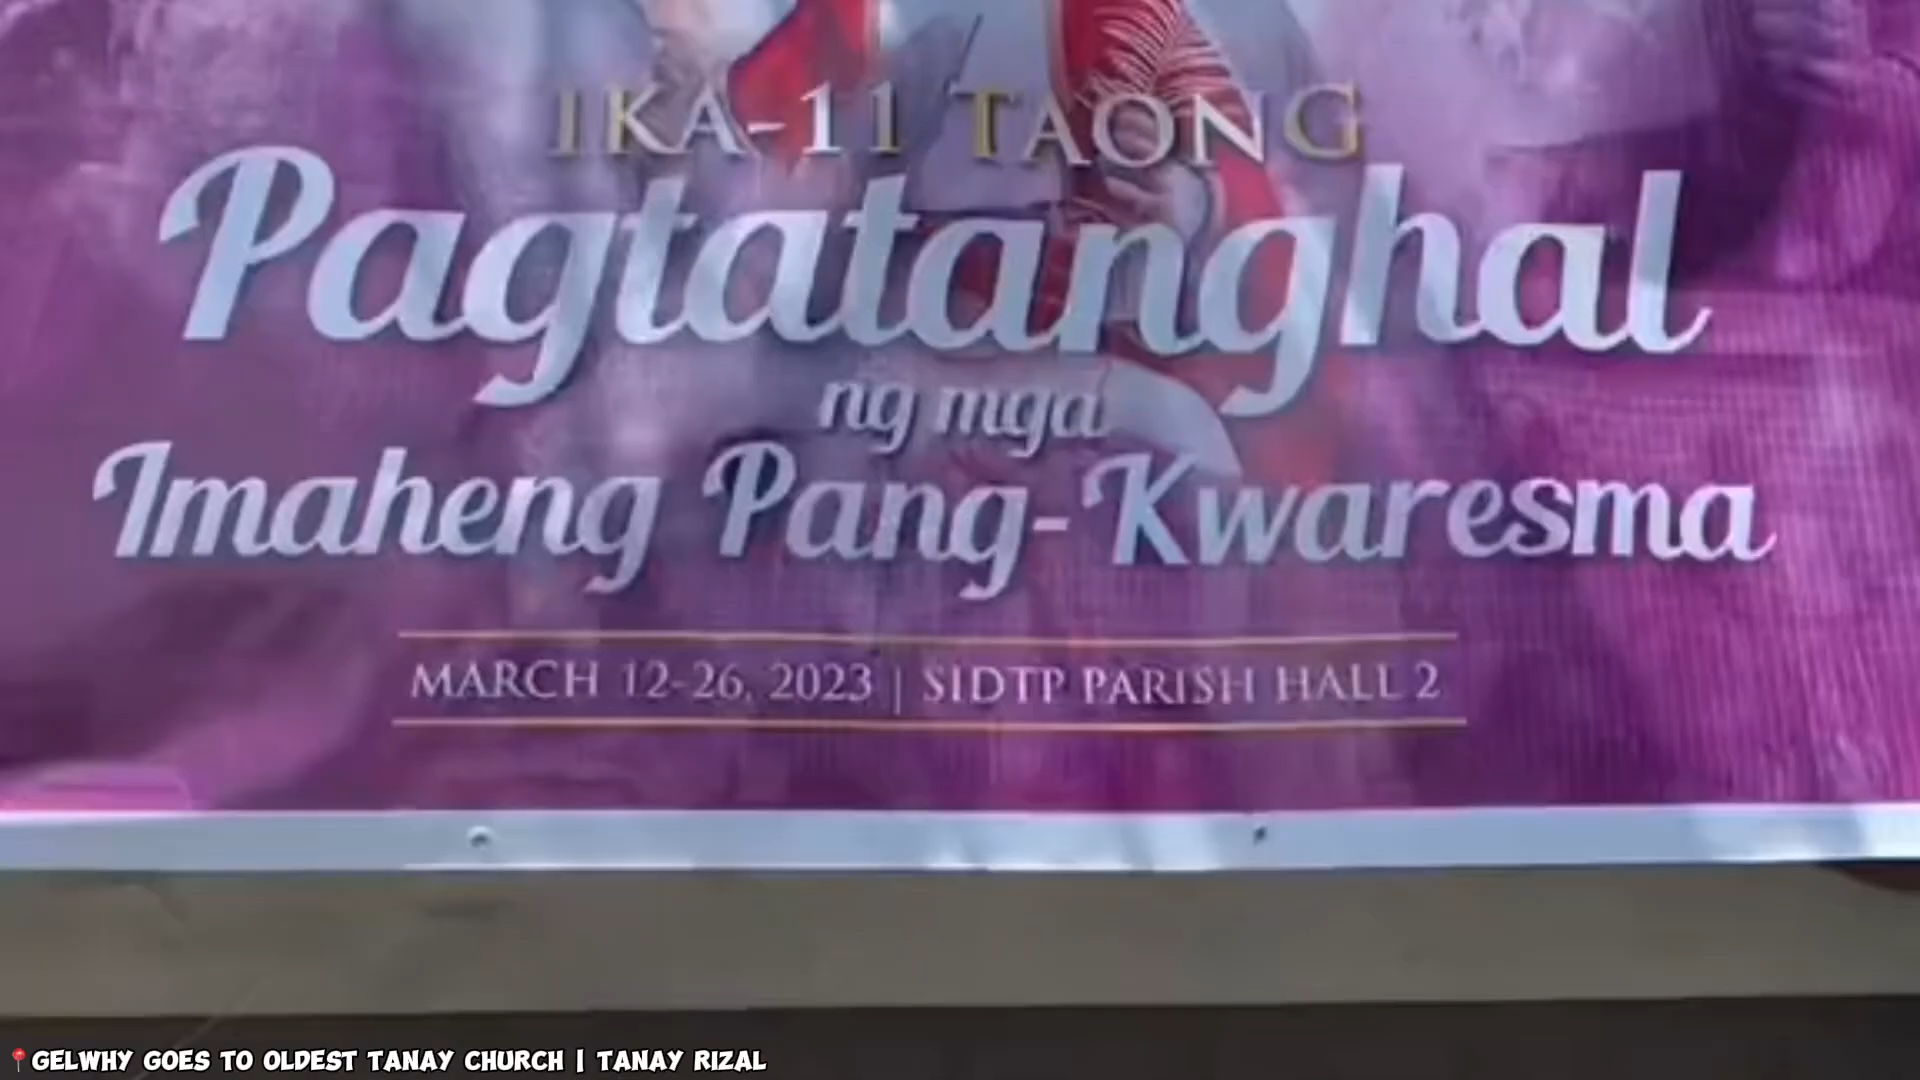 IKA-11 TAONG
Pagtatanghal
ng mga
Imaheng Pang-Kwaresma
MARCH 12-26, 2023 | SIDTP PARISH HALL 2
GELWHY GOES TO OLDEST TANAY CHURCH | TANAY RIZAL